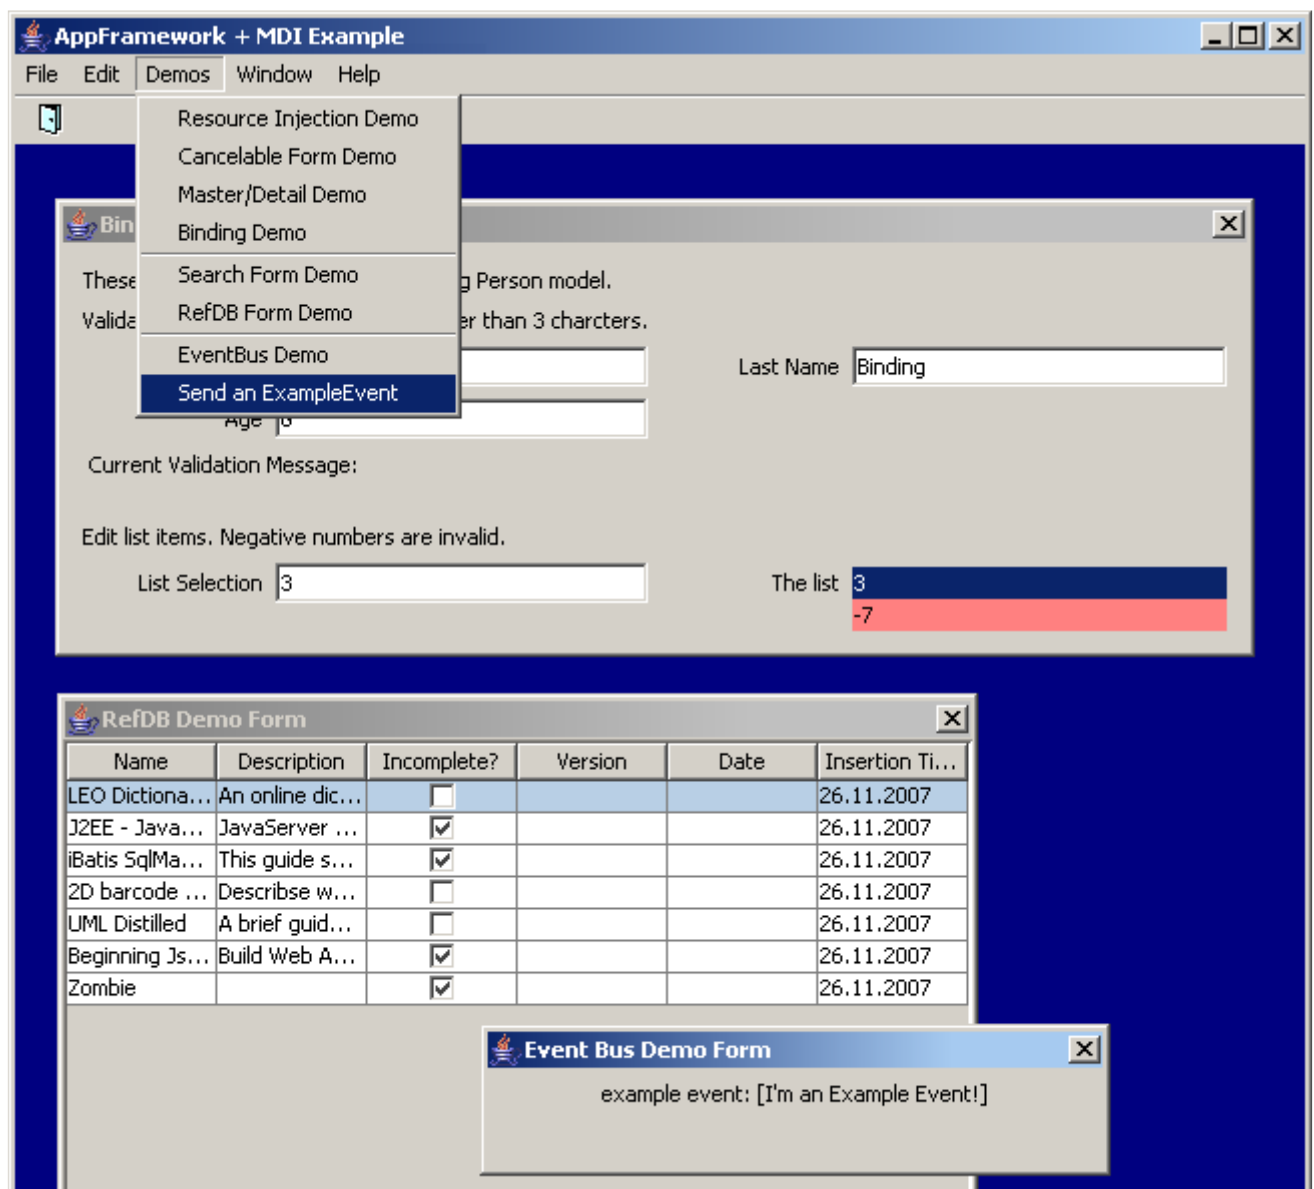 AppFramework + MDI Example
File Edit Demos Window Help
Resource Injection Demo
Cancelable Form Demo
Master/Detail Demo
Binding Demo
Search Form Demo
RefDB Form Demo
EventBus Demo
Send an ExampleEvent
Bin
These g Person model.
Valida er than 3 charcters.
Last Name Binding
Age
Current Validation Message:
Edit list items. Negative numbers are invalid.
List Selection 3 The list 3
-7
RefDB Demo Form
Name Description Incomplete? Version Date Insertion Ti...
LEO Dictiona... An online dic... 26.11.2007
J2EE - Java... JavaServer ... 26.11.2007
iBatis SqlMa... This guide s... 26.11.2007
2D barcode ... Describse w... 26.11.2007
UML Distilled A brief guid... 26.11.2007
Beginning Js... Build Web A... 26.11.2007
Zombie 26.11.2007
Event Bus Demo Form
example event: [I'm an Example Event!]